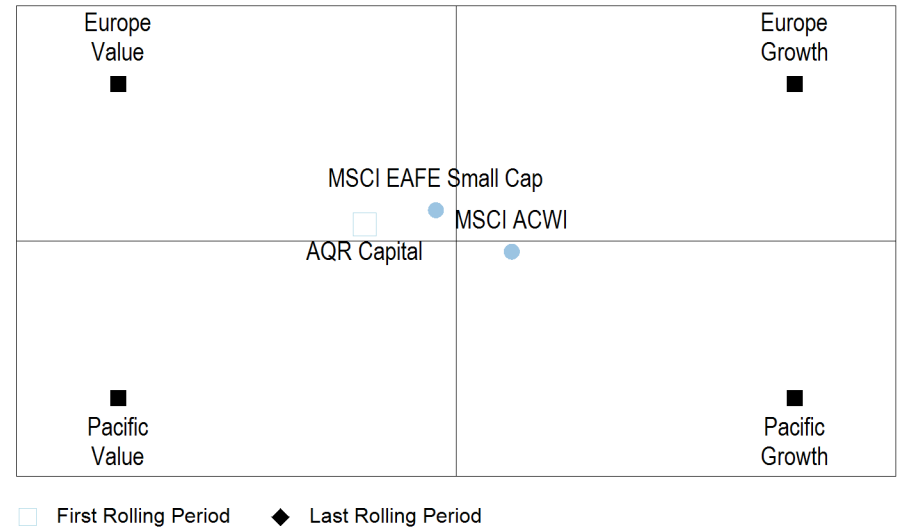 Europe
Value
Europe
Growth
MSCI EAFE Small Cap
MSCI ACWI
AQR Capital
Pacific
Value
Pacific
Growth
First Rolling Period
Last Rolling Period